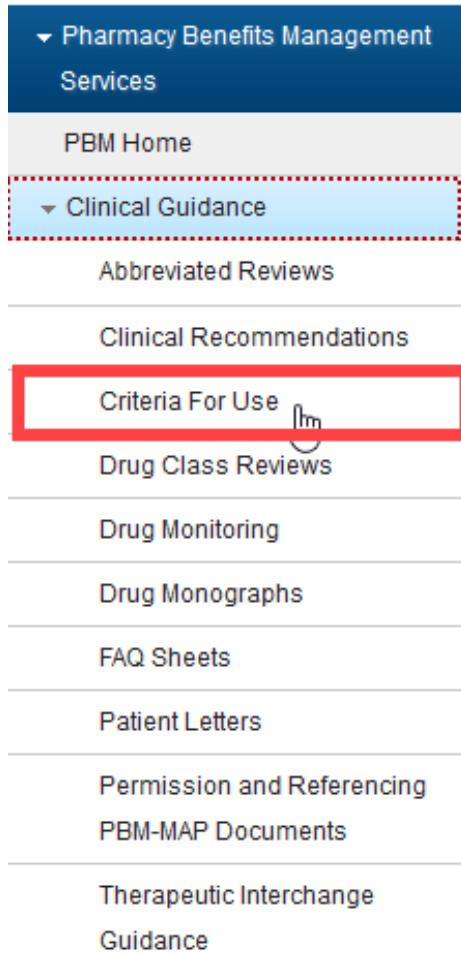 Pharmacy Benefits Management
Services
PBM Home
Clinical Guidance
Abbreviated Reviews
Clinical Recommendations
Criteria For Use
Drug Class Reviews
Drug Monitoring
Drug Monographs
FAQ Sheets
Patient Letters
Permission and Referencing
PBM-MAP Documents
Therapeutic Interchange
Guidance